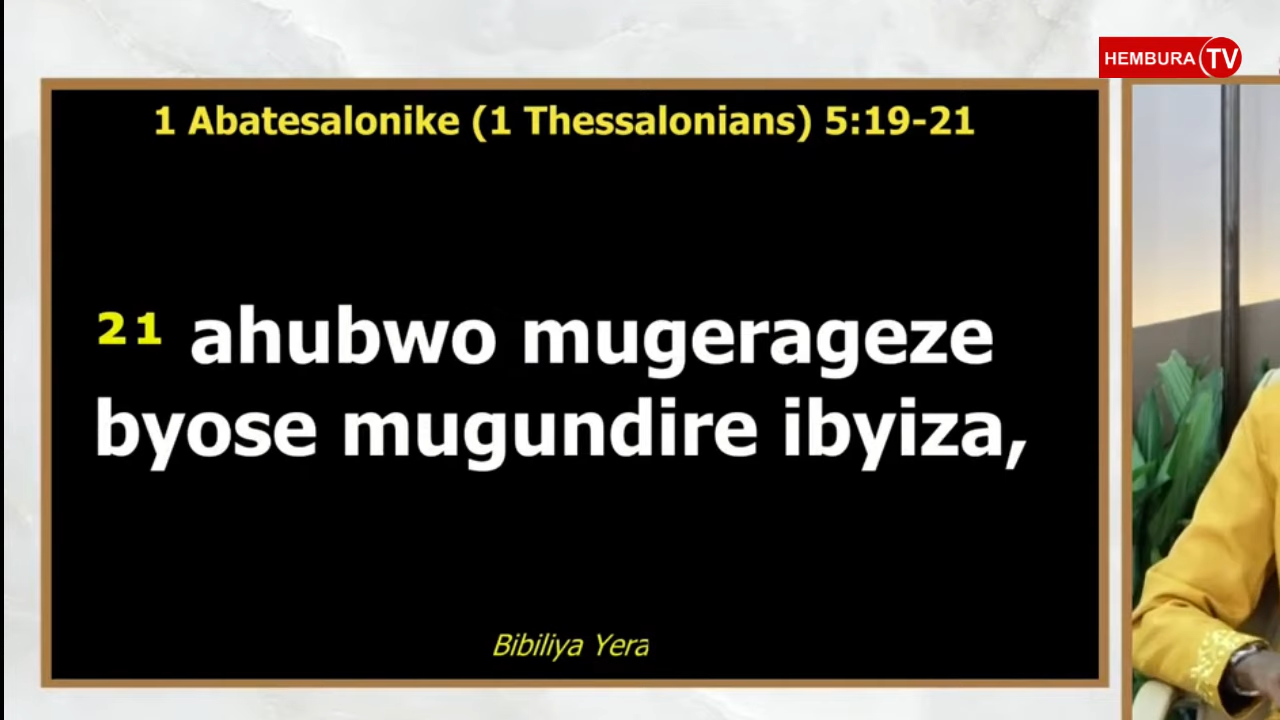 HEMBURA TV
1 Abatesalonike (1 Thessalonians) 5:19-21
21 ahubwo mugerageze
byose mugundire ibyiza,
Bibiliya Yera